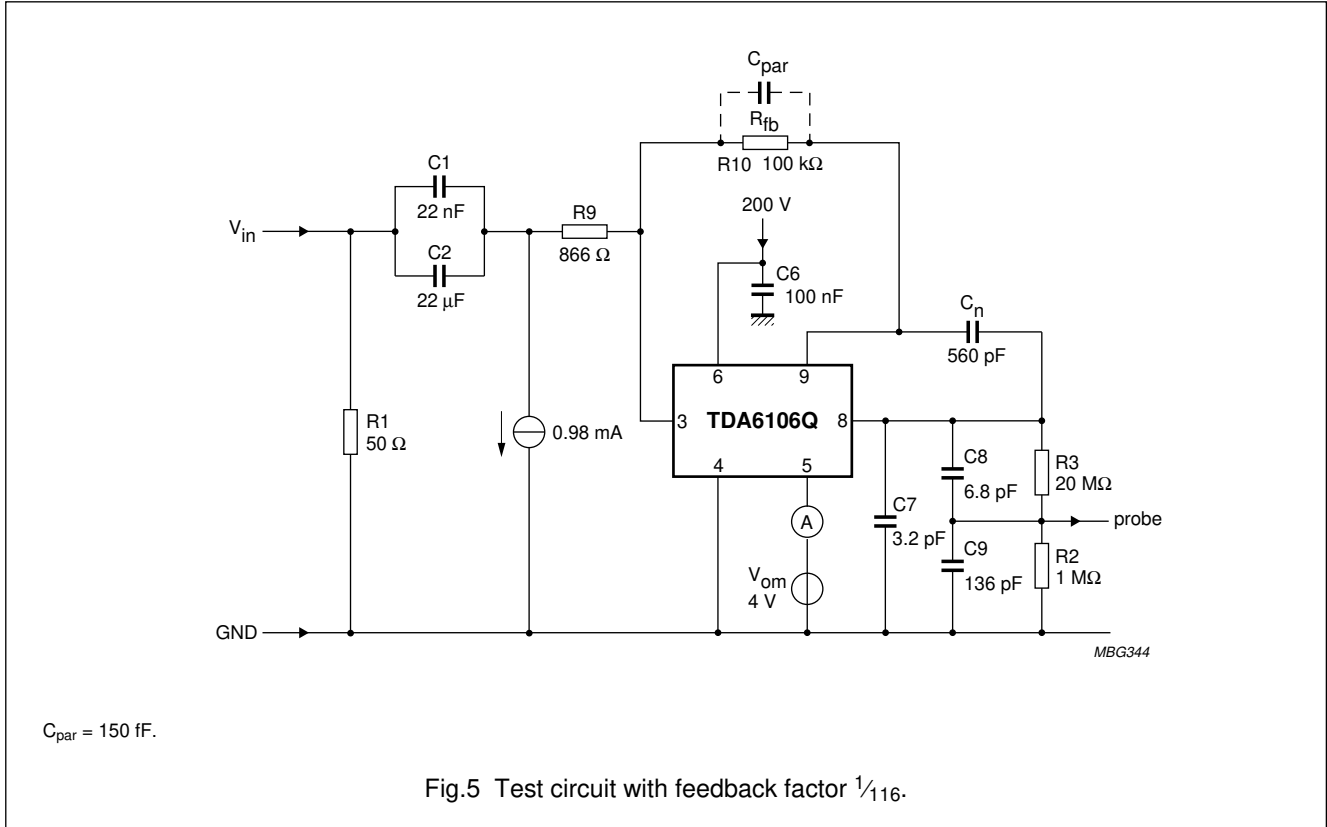 C_par
R_fb
R10 100 kΩ
C1
22 nF
200 V
V_in
R9
866 Ω
C2
22 µF
C6
100 nF
C_n
560 pF
6 9
3 TDA6106Q 8
4 5
R1
50 Ω
0.98 mA
C8
6.8 pF
R3
20 MΩ
A
C7
3.2 pF
probe
C9
136 pF
R2
1 MΩ
V_om
4 V
GND
MBG344
C_par = 150 fF.
Fig.5 Test circuit with feedback factor 1/116.